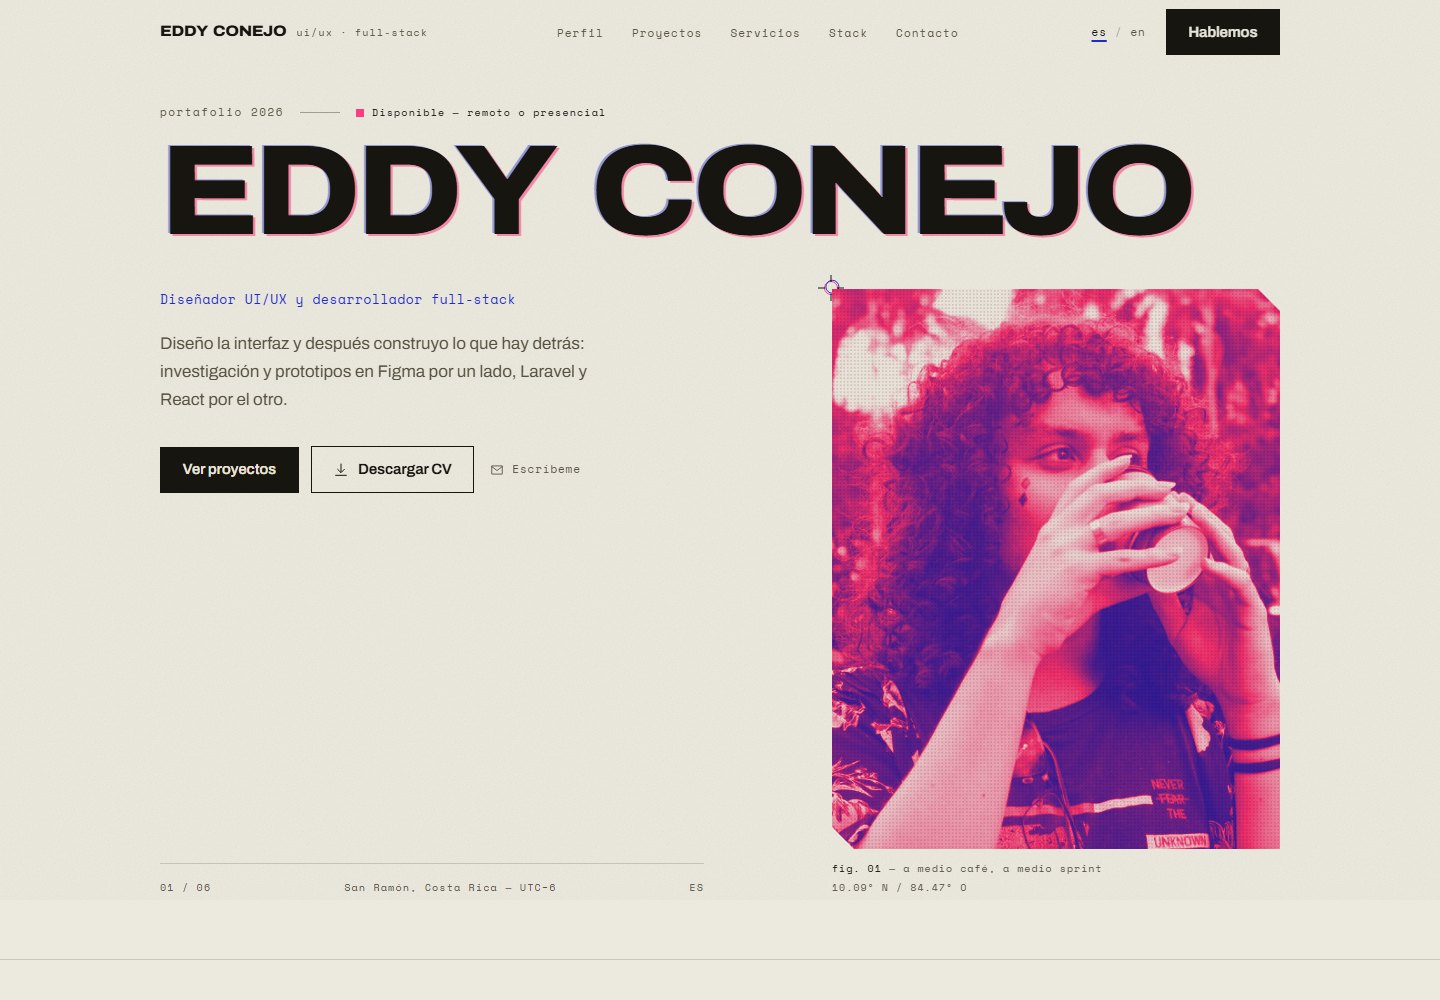 EDDY CONEJO ui/ux · full-stack
Perfil Proyectos Servicios Stack Contacto
es / en
Hablemos
portafolio 2026
Disponible — remoto o presencial
EDDY CONEJO
Diseñador UI/UX y desarrollador full-stack
Diseño la interfaz y después construyo lo que hay detrás:
investigación y prototipos en Figma por un lado, Laravel y
React por el otro.
Ver proyectos
Descargar CV
Escríbeme
NEVER
FEAR
THE
UNKNOWN
fig. 01 — a medio café, a medio sprint
10.09° N / 84.47° O
01 / 06
San Ramón, Costa Rica — UTC-6
ES